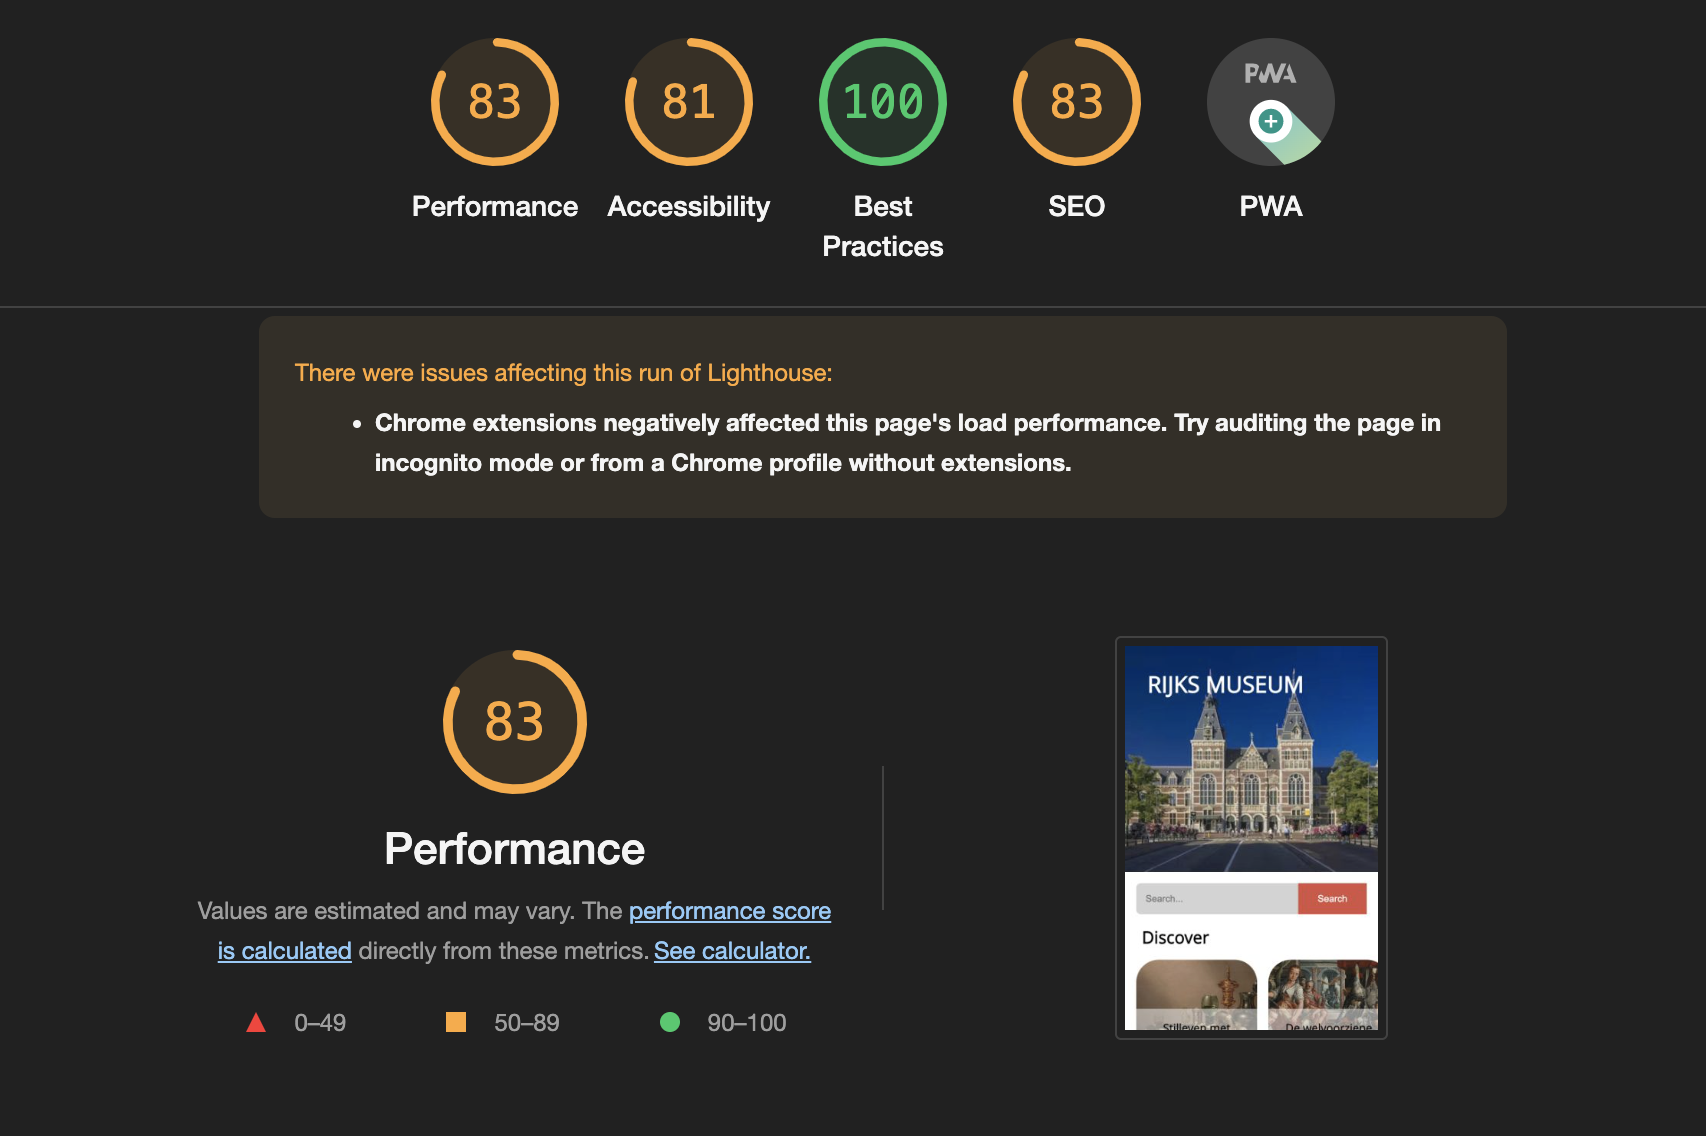 83
81
100
83
PWA
Performance
Accessibility
Best
Practices
SEO
PWA
There were issues affecting this run of Lighthouse:
• Chrome extensions negatively affected this page's load performance. Try auditing the page in
incognito mode or from a Chrome profile without extensions.
83
Performance
Values are estimated and may vary. The performance score
is calculated directly from these metrics. See calculator.
0–49
50–89
90–100
RIJKS MUSEUM
Search...
Search
Discover
Stilleven met
De welvoorziene